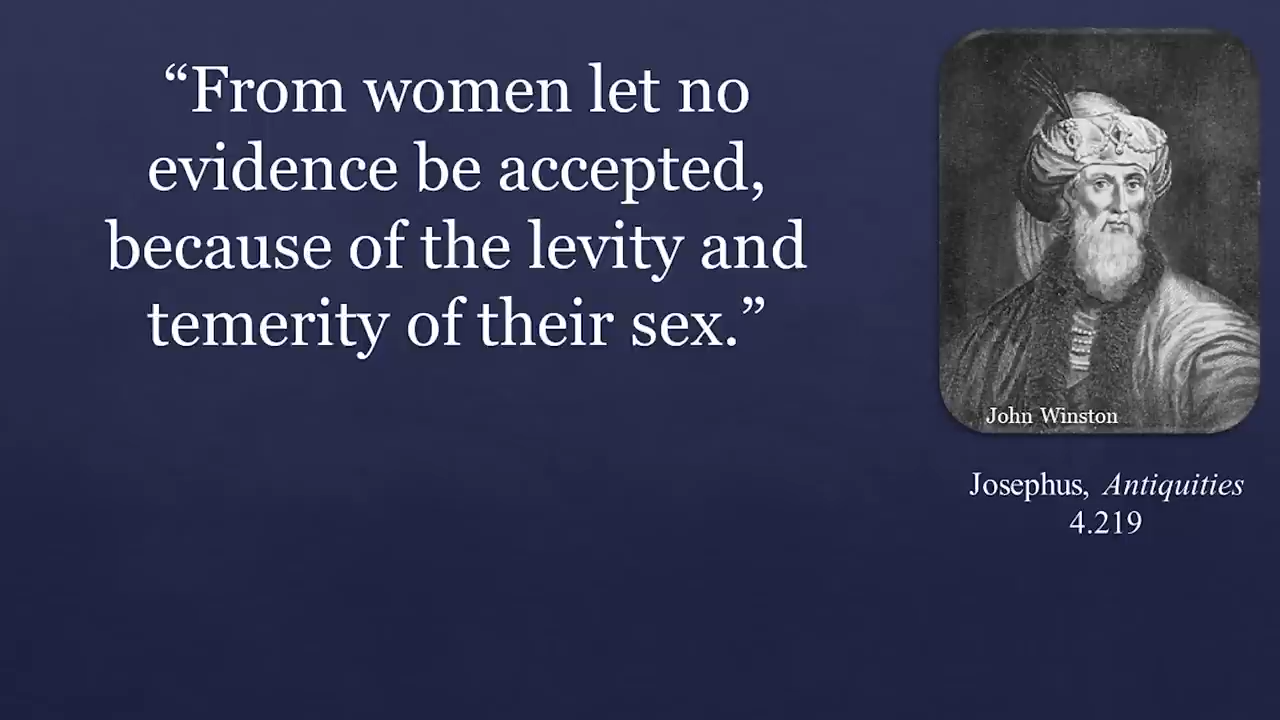 “From women let no
evidence be accepted,
because of the levity and
temerity of their sex.”
John Winston
Josephus, Antiquities
4.219